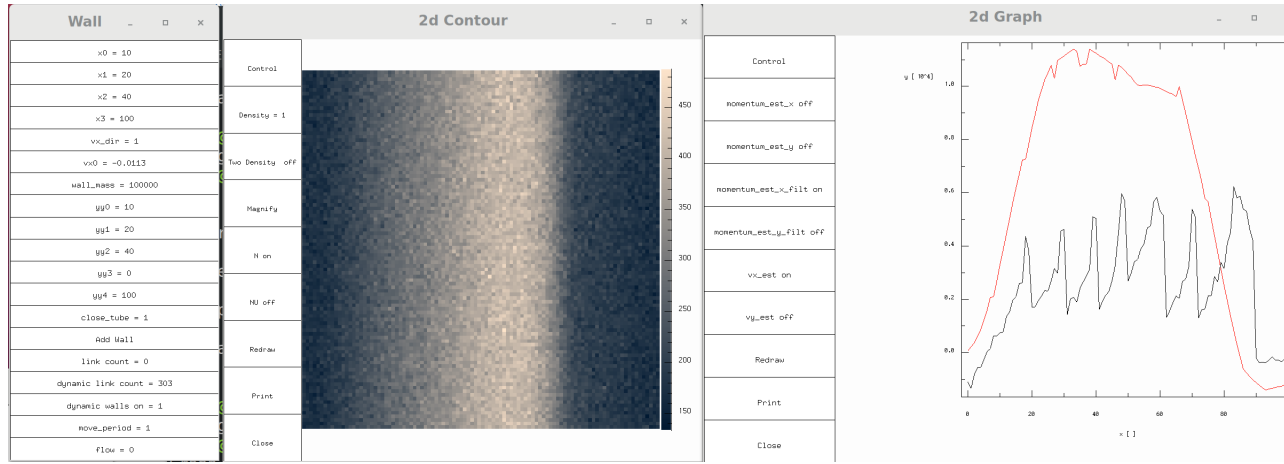 Wall
x0 = 10
x1 = 20
x2 = 40
x3 = 100
vx_dir = 1
vx0 = -0.0113
wall_mass = 100000
yy0 = 10
yy1 = 20
yy2 = 40
yy3 = 0
yy4 = 100
close_tube = 1
Add Wall
link count = 0
dynamic link count = 303
dynamic walls on = 1
move_period = 1
flow = 0
2d Contour
Control
Density = 1
Two Density off
Magnify
N on
NU off
Redraw
Print
Close
450
400
350
300
250
200
150
2d Graph
Control
momentum_est_x off
momentum_est_y off
momentum_est_x_filt on
momentum_est_y_filt off
vx_est on
vy_est off
Redraw
Print
Close
y [ 10^4]
1.0
0.8
0.6
0.4
0.2
0.0
0 20 40 60 80
x [ ]